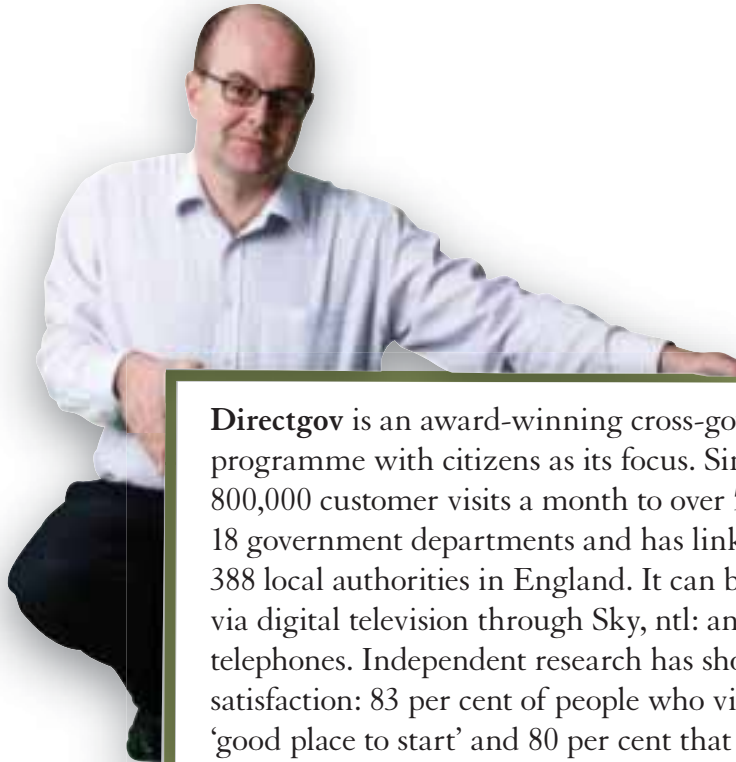 Directgov is an award-winning cross-go
programme with citizens as its focus. Sin
800,000 customer visits a month to over
18 government departments and has link
388 local authorities in England. It can b
via digital television through Sky, ntl: an
telephones. Independent research has sho
satisfaction: 83 per cent of people who vi
‘good place to start’ and 80 per cent that